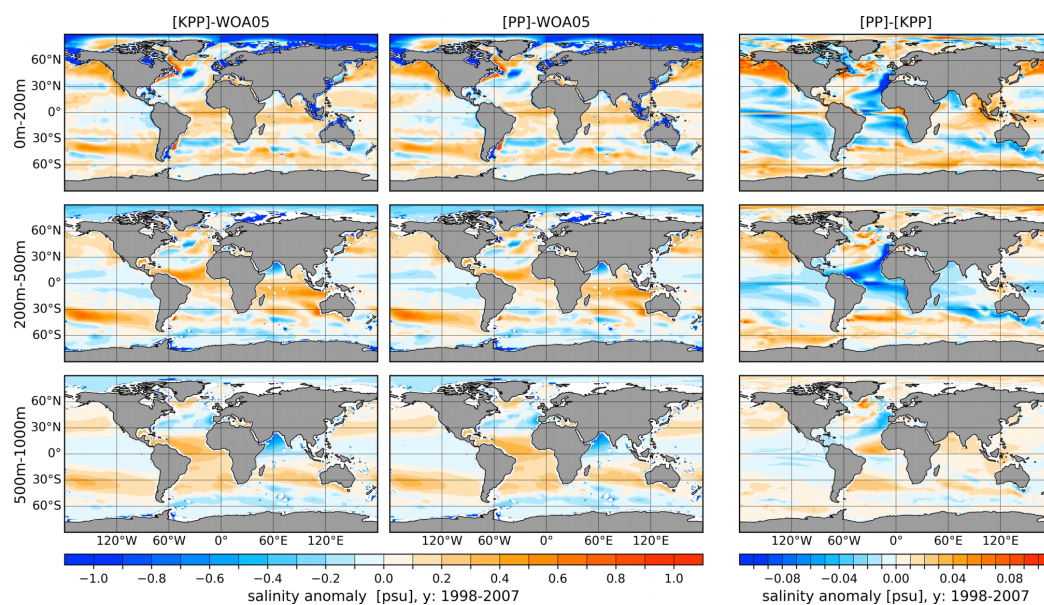 [KPP]-WOA05 [PP]-WOA05 [PP]-[KPP]
0m-200m
60°N
30°N
0°
30°S
60°S
200m-500m
60°N
30°N
0°
30°S
60°S
500m-1000m
60°N
30°N
0°
30°S
60°S
120°W 60°W 0° 60°E 120°E 120°W 60°W 0° 60°E 120°E 120°W 60°W 0° 60°E 120°E
−1.0 −0.8 −0.6 −0.4 −0.2 0.0 0.2 0.4 0.6 0.8 1.0 −0.08 −0.04 0.00 0.04 0.08
salinity anomaly [psu], y: 1998-2007 salinity anomaly [psu], y: 1998-2007